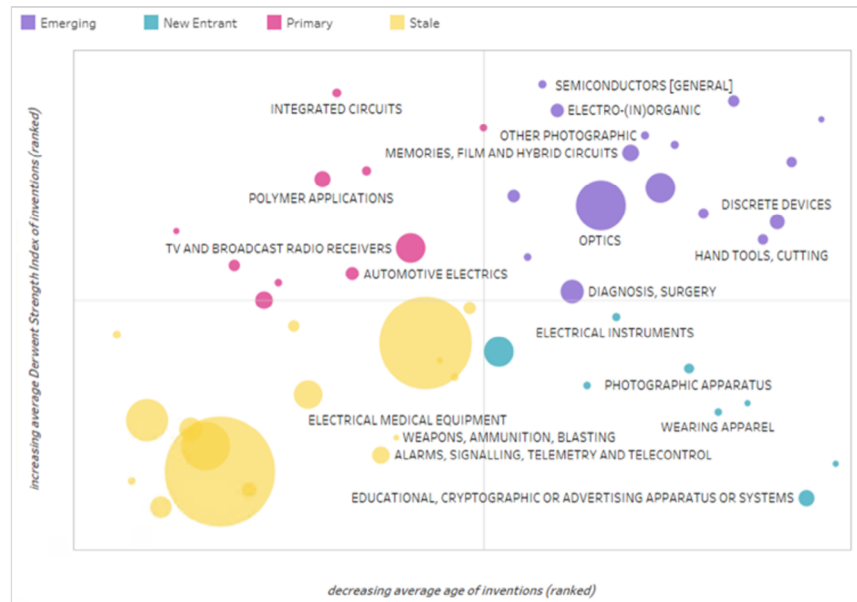 Emerging
New Entrant
Primary
Stale
SEMICONDUCTORS [GENERAL]
INTEGRATED CIRCUITS
ELECTRO-(IN)ORGANIC
OTHER PHOTOGRAPHIC
MEMORIES, FILM AND HYBRID CIRCUITS
POLYMER APPLICATIONS
DISCRETE DEVICES
OPTICS
TV AND BROADCAST RADIO RECEIVERS
HAND TOOLS, CUTTING
AUTOMOTIVE ELECTRICS
DIAGNOSIS, SURGERY
ELECTRICAL INSTRUMENTS
PHOTOGRAPHIC APPARATUS
ELECTRICAL MEDICAL EQUIPMENT
WEARING APPAREL
WEAPONS, AMMUNITION, BLASTING
ALARMS, SIGNALLING, TELEMETRY AND TELECONTROL
EDUCATIONAL, CRYPTOGRAPHIC OR ADVERTISING APPARATUS OR SYSTEMS
increasing average Derwent Strength Index of inventions (ranked)
decreasing average age of inventions (ranked)